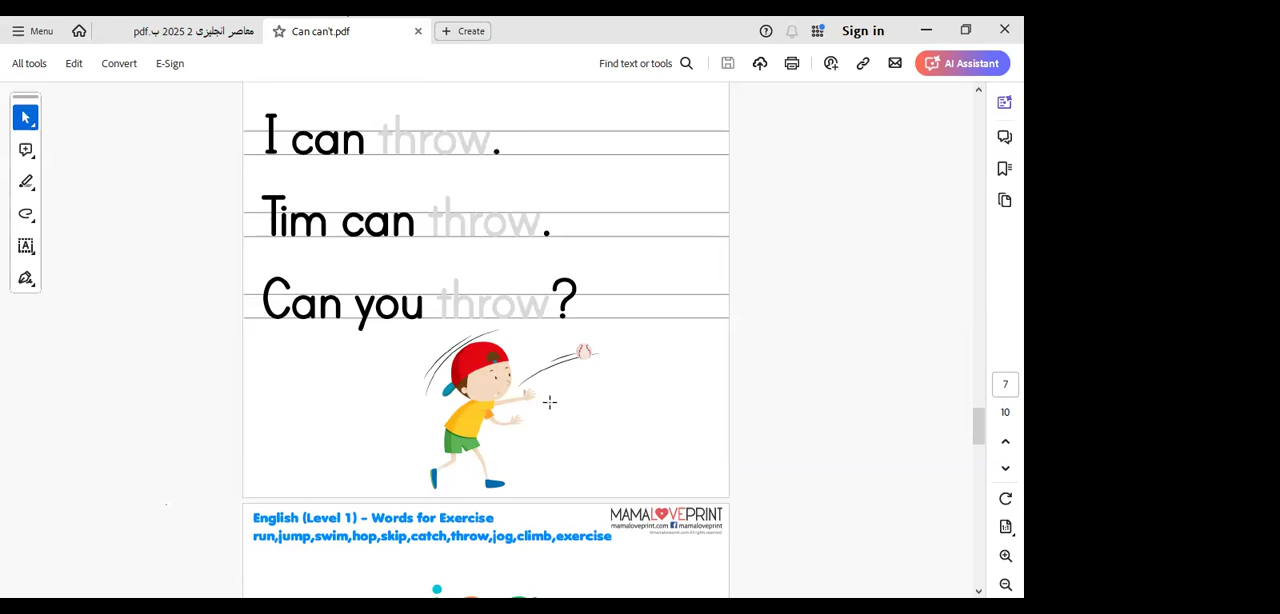 Menu
معاصر انجليزى 2 2025 ب.pdf
Can can't.pdf
Create
Sign in
All tools
Edit
Convert
E-Sign
Find text or tools
AI Assistant
I can throw.
Tim can throw.
Can you throw?
7
10
English (Level 1) - Words for Exercise
run,jump,swim,hop,skip,catch,throw,jog,climb,exercise
MAMALOVEPRINT
mamaloveprint.com mamaloveprint